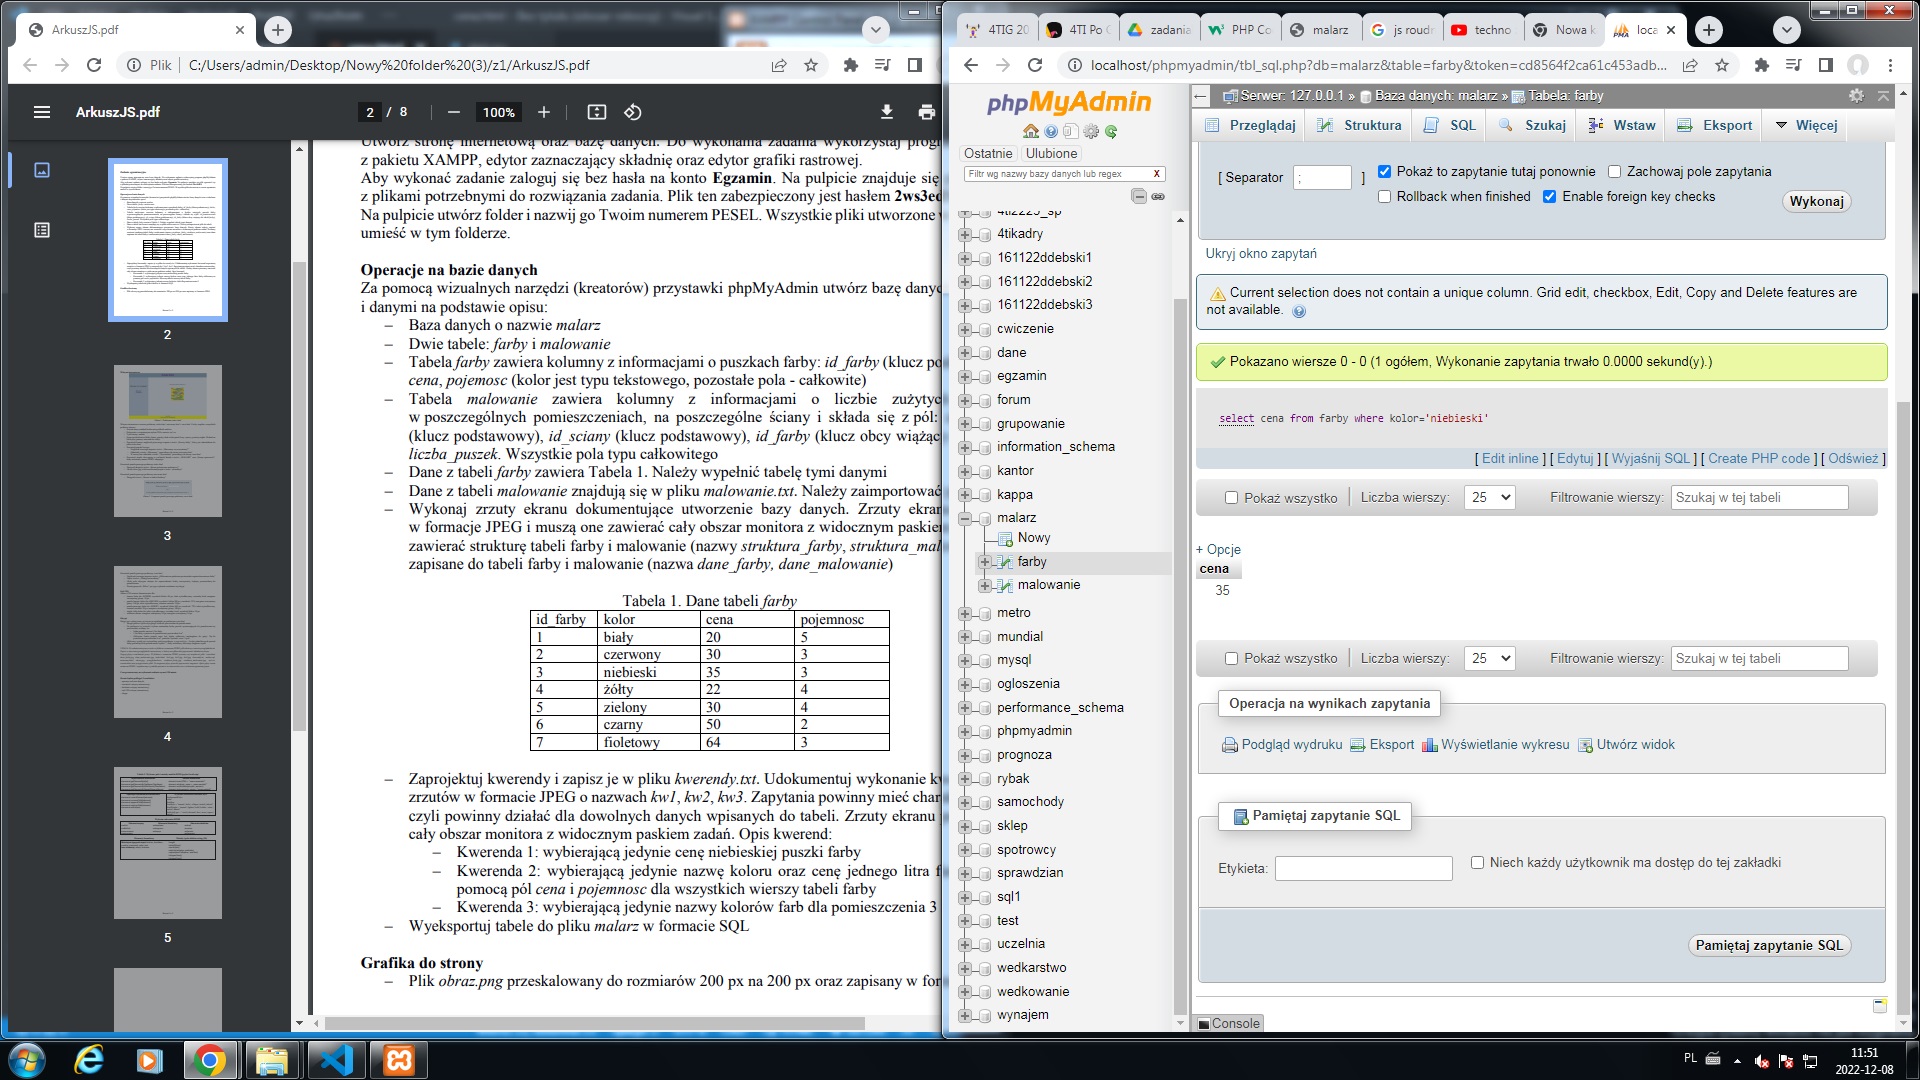 ArkuszJS.pdf
Plik
C:/Users/admin/Desktop/Nowy%20folder%20(3)/z1/ArkuszJS.pdf
ArkuszJS.pdf
2 / 8
100%
2
3
4
5
Utwórz stronę internetową oraz bazę danych. Do wykonania zadania wykorzystaj
z pakietu XAMPP, edytor zaznaczający składnię oraz edytor grafiki rastrowej.
Aby wykonać zadanie zaloguj się bez hasła na konto Egzamin. Na pulpicie znajduje się
z plikami potrzebnymi do rozwiązania zadania. Plik ten zabezpieczony jest hasłem
Na pulpicie utwórz folder i nazwij go Twoim numerem PESEL. Wszystkie pliki utworzone
umieść w tym folderze.
Operacje na bazie danych
Za pomocą wizualnych narzędzi (kreatorów) przystawki phpMyAdmin utwórz bazę
i danymi na podstawie opisu:
– Baza danych o nazwie malarz
– Dwie tabele: farby i malowanie
– Tabela farby zawiera kolumny z informacjami o puszkach farby: id_farby (klucz
cena, pojemosc (kolor jest typu tekstowego, pozostałe pola - całkowite)
– Tabela malowanie zawiera kolumny z informacjami o liczbie
w poszczególnych pomieszczeniach, na poszczególne ściany i składa się z pól:
(klucz podstawowy), id_sciany (klucz podstawowy), id_farby (klucz obcy
liczba_puszek. Wszystkie pola typu całkowitego
– Dane z tabeli farby zawiera Tabela 1. Należy wypełnić tabelę tymi danymi
– Dane z tabeli malowanie znajdują się w pliku malowanie.txt. Należy zaimportować
– Wykonaj zrzuty ekranu dokumentujące utworzenie bazy danych. Zrzuty
w formacje JPEG i muszą one zawierać cały obszar monitora z widocznym
zawierać strukturę tabeli farby i malowanie (nazwy struktura_farby,
zapisane do tabeli farby i malowanie (nazwa dane_farby, dane_malowanie)
Tabela 1. Dane tabeli farby
id_farby kolor cena pojemnosc
1 biały 20 5
2 czerwony 30 3
3 niebieski 35 3
4 żółty 22 4
5 zielony 30 4
6 czarny 50 2
7 fioletowy 64 3
– Zaprojektuj kwerendy i zapisz je w pliku kwerendy.txt. Udokumentuj wykonanie
zrzutów w formacie JPEG o nazwach kw1, kw2, kw3. Zapytania powinny mieć
czyli powinny działać dla dowolnych danych wpisanych do tabeli. Zrzuty ekranu
cały obszar monitora z widocznym paskiem zadań. Opis kwerend:
– Kwerenda 1: wybierającą jedynie cenę niebieskiej puszki farby
– Kwerenda 2: wybierającą jedynie nazwę koloru oraz cenę jednego litra
pomocą pól cena i pojemnosc dla wszystkich wierszy tabeli farby
– Kwerenda 3: wybierającą jedynie nazwy kolorów farb dla pomieszczenia 3
– Wyeksportuj tabele do pliku malarz w formacie SQL
Grafika do strony
– Plik obraz.png przeskalowany do rozmiarów 200 px na 200 px oraz zapisany w
4TIG 20
4TI Po
zadania
PHP Co
malarz
js roud
techno
Nowa k
loca
localhost/phpmyadmin/tbl_sql.php?db=malarz&table=farby&token=cd8564f2ca61c453adb...
phpMyAdmin
Ostatnie
Ulubione
Filtr wg nazwy bazy danych lub regex X
4ti2225_sp
4tikadry
161122ddebski1
161122ddebski2
161122ddebski3
cwiczenie
dane
egzamin
forum
grupowanie
information_schema
kantor
kappa
malarz
Nowy
farby
malowanie
metro
mundial
mysql
ogloszenia
performance_schema
phpmyadmin
prognoza
rybak
samochody
sklep
spotrowcy
sprawdzian
sql1
test
uczelnia
wedkarstwo
wedkowanie
wynajem
Serwer: 127.0.0.1 » Baza danych: malarz » Tabela: farby
Przeglądaj
Struktura
SQL
Szukaj
Wstaw
Eksport
Więcej
[ Separator ; ]
Pokaż to zapytanie tutaj ponownie
Zachowaj pole zapytania
Rollback when finished
Enable foreign key checks
Wykonaj
Ukryj okno zapytań
Current selection does not contain a unique column. Grid edit, checkbox, Edit, Copy and Delete features are
not available.
Pokazano wiersze 0 - 0 (1 ogółem, Wykonanie zapytania trwało 0.0000 sekund(y).)
select cena from farby where kolor='niebieski'
[ Edit inline ] [ Edytuj ] [ Wyjaśnij SQL ] [ Create PHP code ] [ Odśwież ]
Pokaż wszystko
Liczba wierszy: 25
Filtrowanie wierszy: Szukaj w tej tabeli
+ Opcje
cena
35
Pokaż wszystko
Liczba wierszy: 25
Filtrowanie wierszy: Szukaj w tej tabeli
Operacja na wynikach zapytania
Podgląd wydruku
Eksport
Wyświetlanie wykresu
Utwórz widok
Pamiętaj zapytanie SQL
Etykieta:
Niech każdy użytkownik ma dostęp do tej zakładki
Pamiętaj zapytanie SQL
Console
PL
11:51
2022-12-08